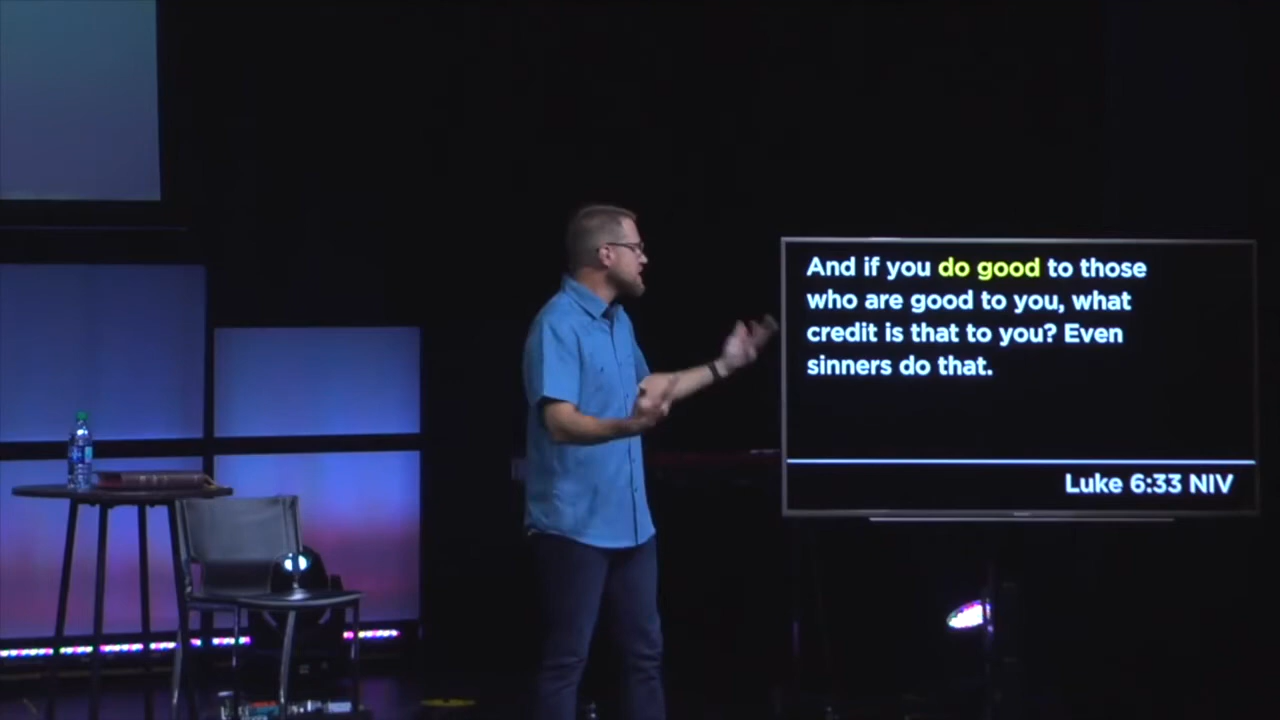 And if you do good to those
who are good to you, what
credit is that to you? Even
sinners do that.
Luke 6:33 NIV